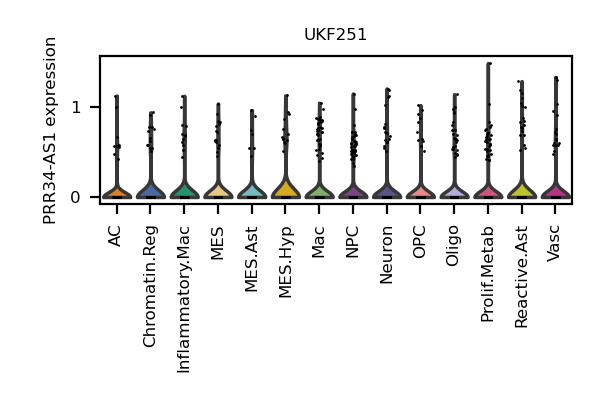 UKF251
PRR34-AS1 expression
1
0
AC
Chromatin.Reg
Inflammatory.Mac
MES
MES.Ast
MES.Hyp
Mac
NPC
Neuron
OPC
Oligo
Prolif.Metab
Reactive.Ast
Vasc